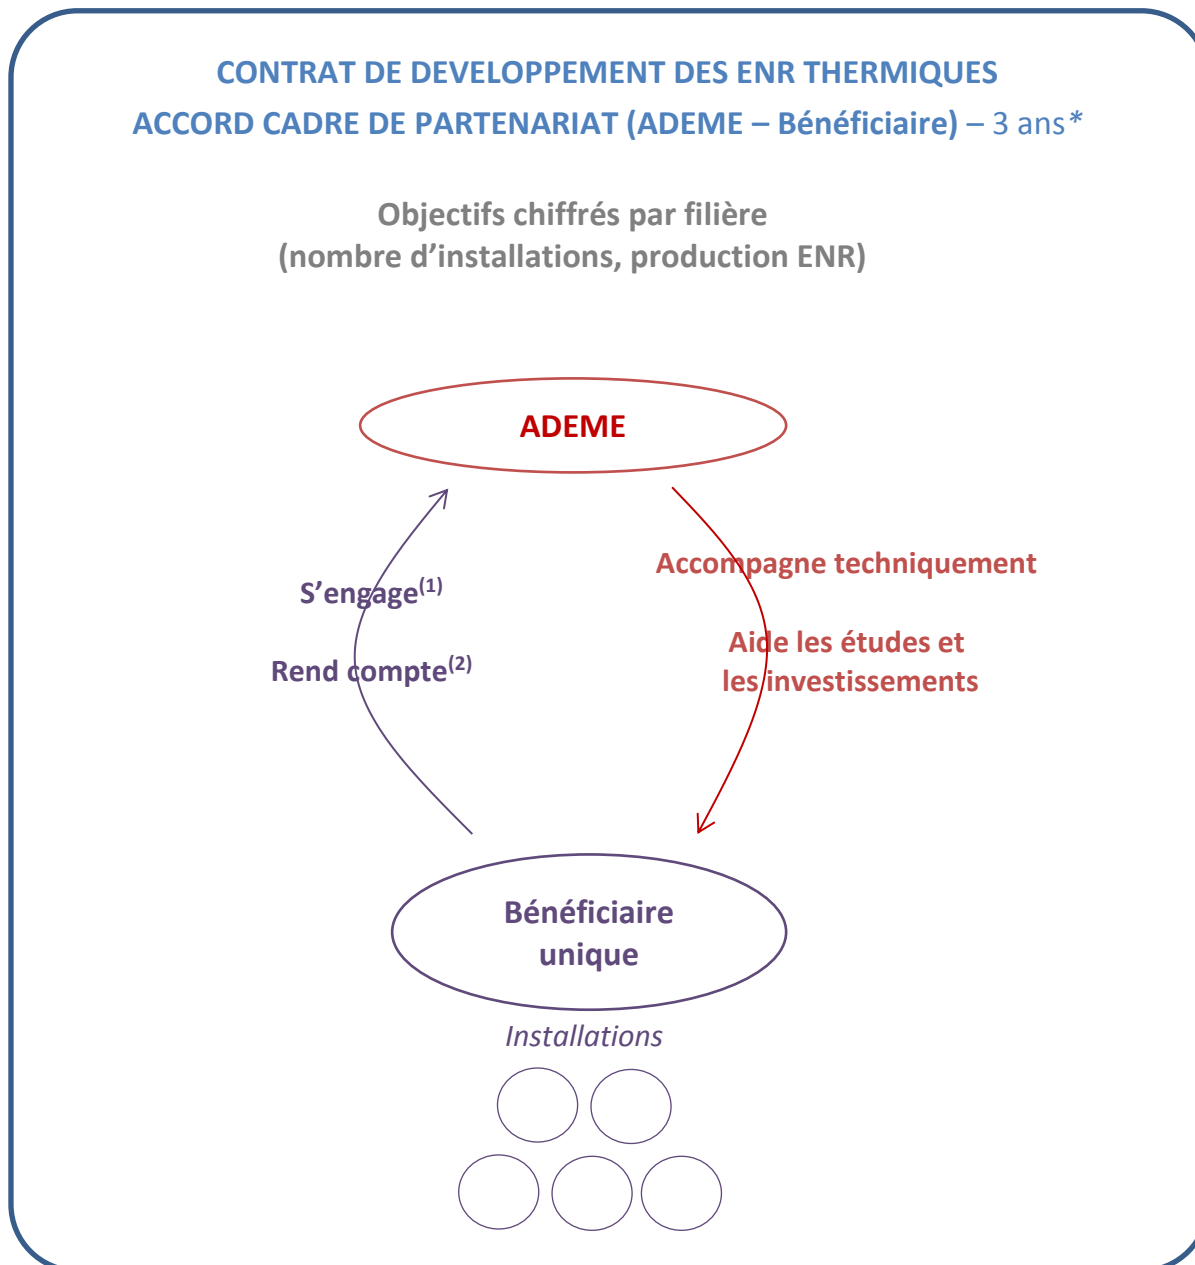 CONTRAT DE DEVELOPPEMENT DES ENR THERMIQUES
ACCORD CADRE DE PARTENARIAT (ADEME – Bénéficiaire) – 3 ans*
Objectifs chiffrés par filière
(nombre d’installations, production ENR)
ADEME
S’engage(1)
Rend compte(2)
Accompagne techniquement
Aide les études et
les investissements
Bénéficiaire
unique
Installations